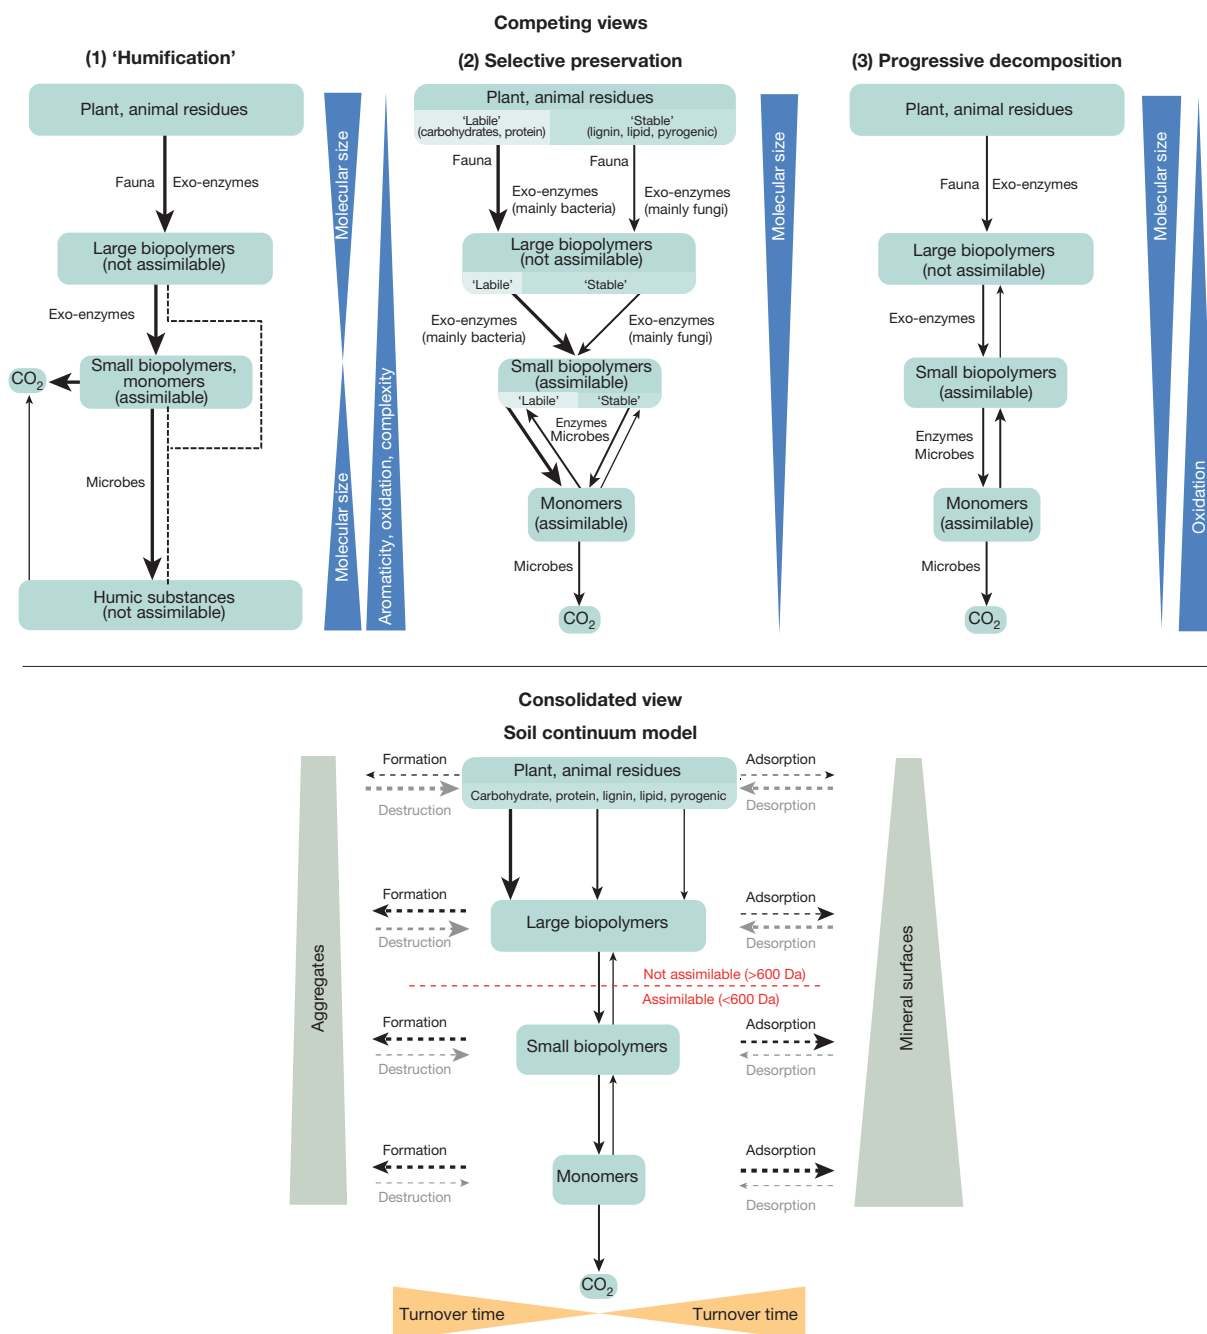 Competing views
(1) ‘Humification’
Plant, animal residues
Fauna
Exo-enzymes
Large biopolymers
(not assimilable)
Exo-enzymes
Small biopolymers,
monomers
(assimilable)
CO2
Microbes
Humic substances
(not assimilable)
Molecular size
Molecular size
Aromaticity, oxidation, complexity
(2) Selective preservation
Plant, animal residues
‘Labile’
(carbohydrates, protein)
‘Stable’
(lignin, lipid, pyrogenic)
Fauna
Fauna
Exo-enzymes
(mainly bacteria)
Exo-enzymes
(mainly fungi)
Large biopolymers
(not assimilable)
‘Labile’
‘Stable’
Exo-enzymes
(mainly bacteria)
Exo-enzymes
(mainly fungi)
Small biopolymers
(assimilable)
‘Labile’
‘Stable’
Enzymes
Microbes
Monomers
(assimilable)
Microbes
CO2
Molecular size
(3) Progressive decomposition
Plant, animal residues
Fauna
Exo-enzymes
Large biopolymers
(not assimilable)
Exo-enzymes
Small biopolymers
(assimilable)
Enzymes
Microbes
Monomers
(assimilable)
Microbes
CO2
Molecular size
Oxidation
Consolidated view
Soil continuum model
Formation
Destruction
Plant, animal residues
Carbohydrate, protein, lignin, lipid, pyrogenic
Adsorption
Desorption
Formation
Destruction
Large biopolymers
Adsorption
Desorption
Not assimilable (>600 Da)
Assimilable (<600 Da)
Formation
Destruction
Small biopolymers
Adsorption
Desorption
Formation
Destruction
Monomers
Adsorption
Desorption
Aggregates
Mineral surfaces
CO2
Turnover time
Turnover time